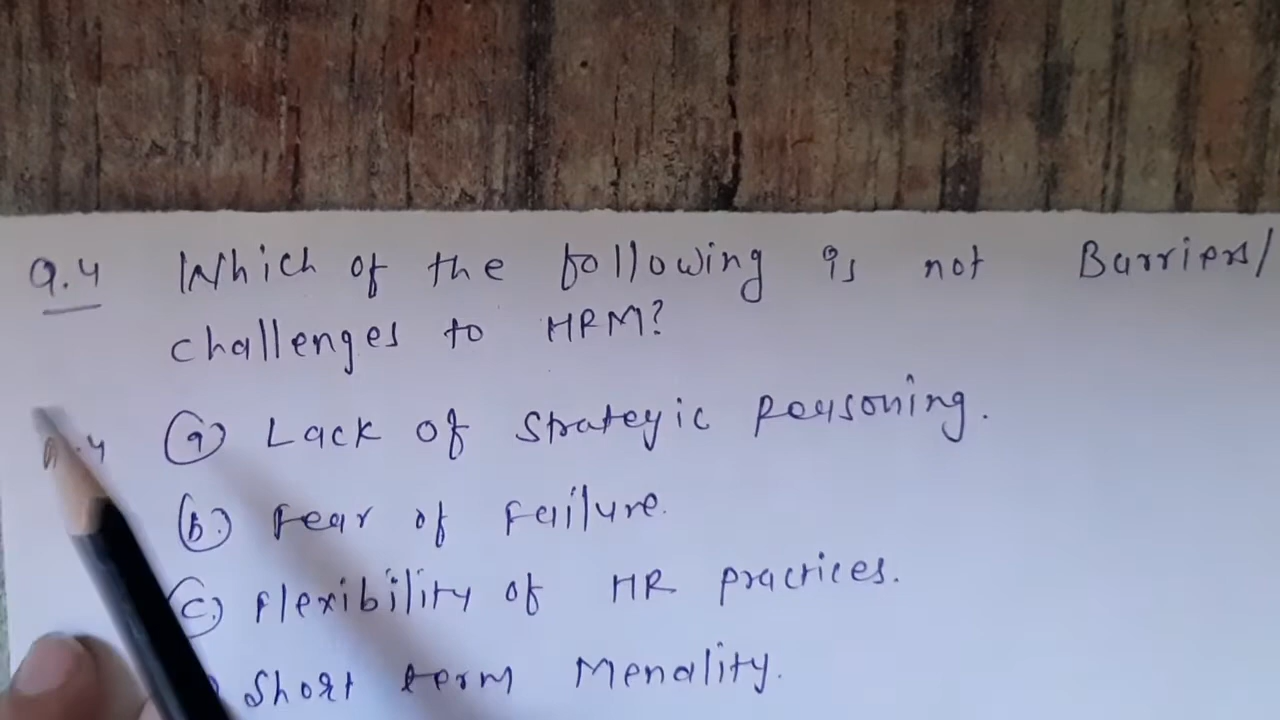 Q.4 Which of the following is not Barriers/
challenges to HRM?
Q.4 (a) Lack of Strategic Reasoning.
(b.) Fear of Failure.
(c.) Flexibility of HR practices.
Short term Menality.